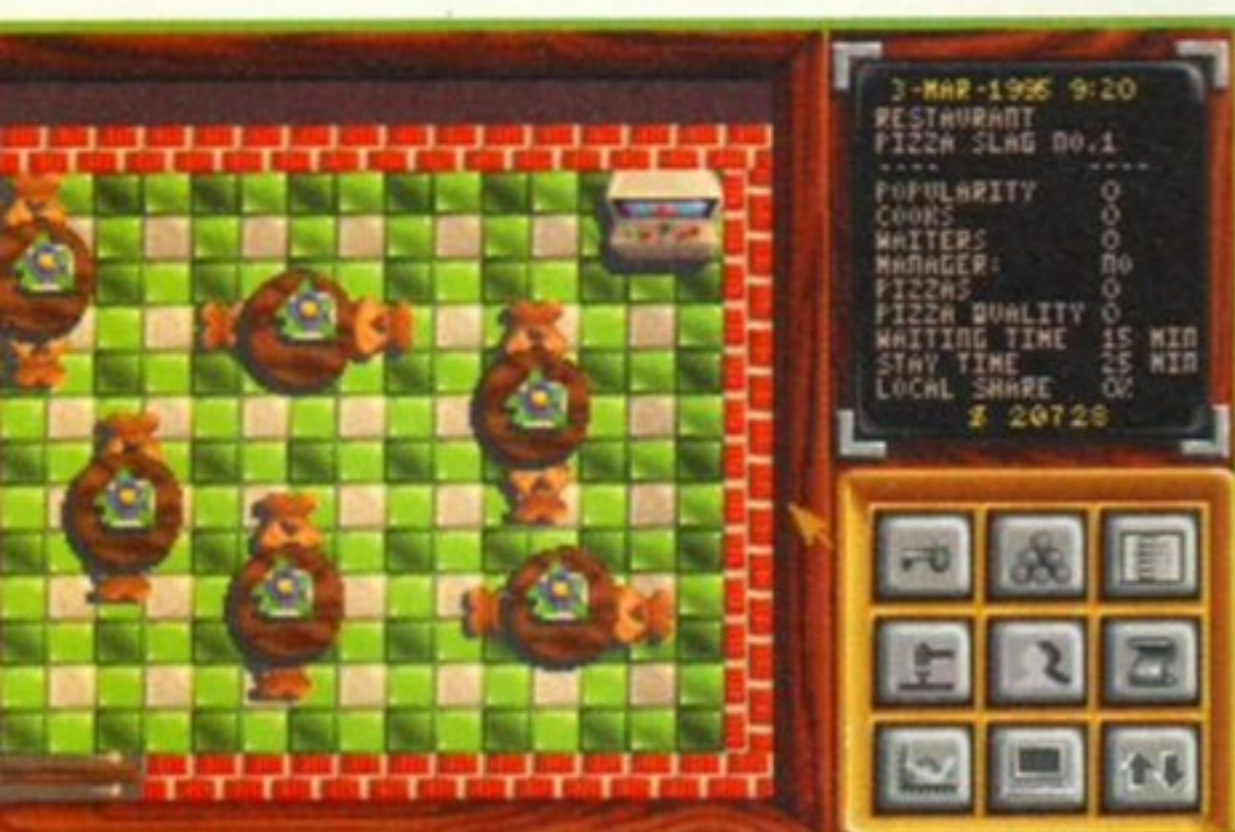 3-MAR-1995 9:20
RESTAURANT
PIZZA SLAG NO.1
---- ----
POPULARITY 0
COOKS 0
WAITERS 0
MANAGER: NO
PIZZAS 0
PIZZA QUALITY 0
WAITING TIME 15 MIN
STAY TIME 25 MIN
LOCAL SHARE 0%
$ 20728